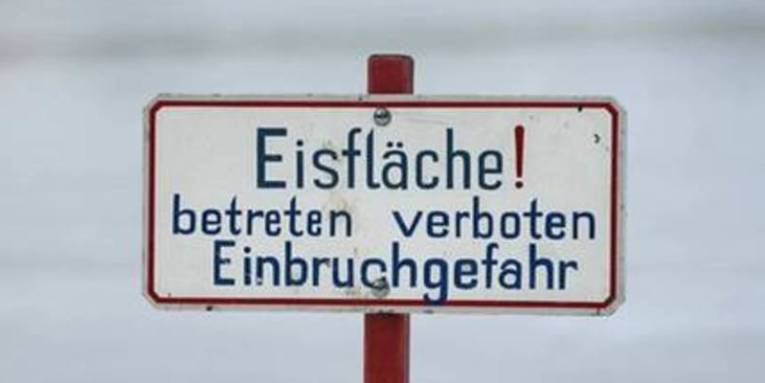 Eisfläche!
betreten verboten
Einbruchgefahr